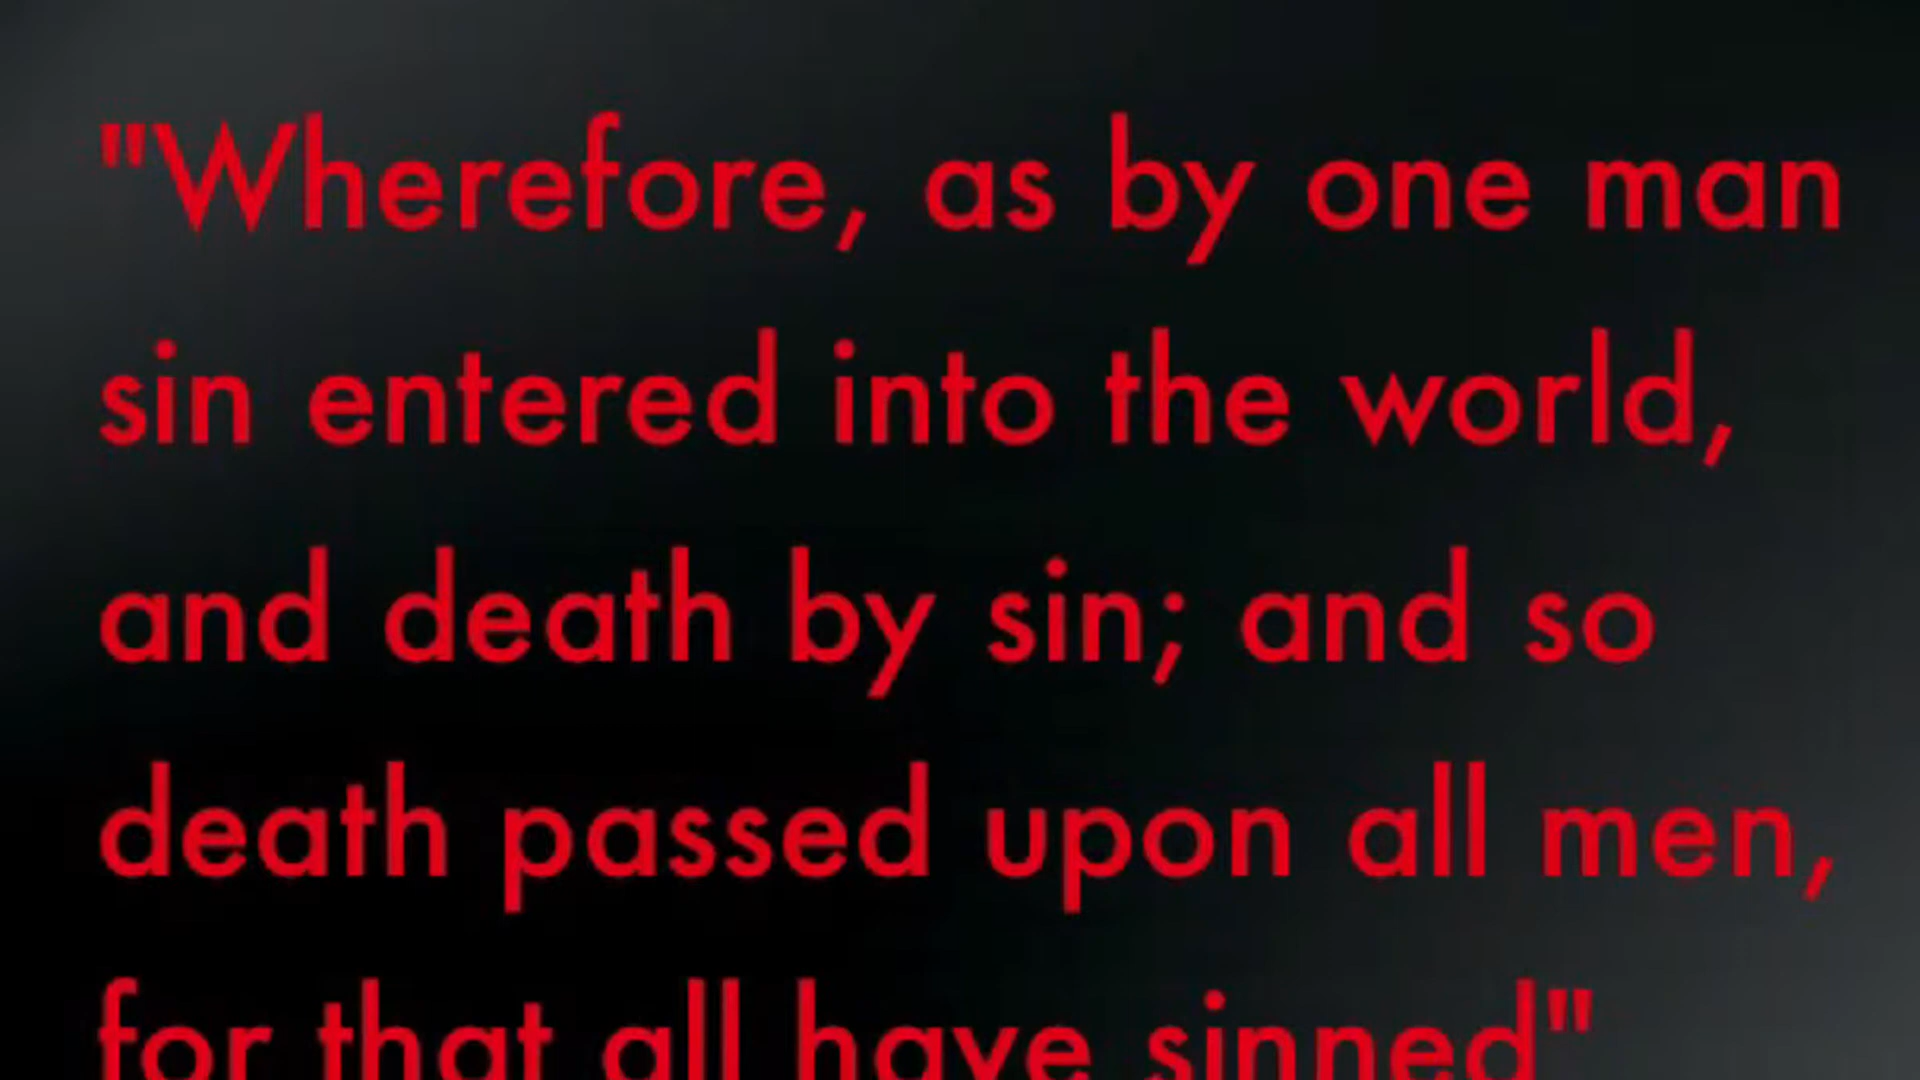 "Wherefore, as by one man
sin entered into the world,
and death by sin; and so
death passed upon all men,
for that all have sinned"